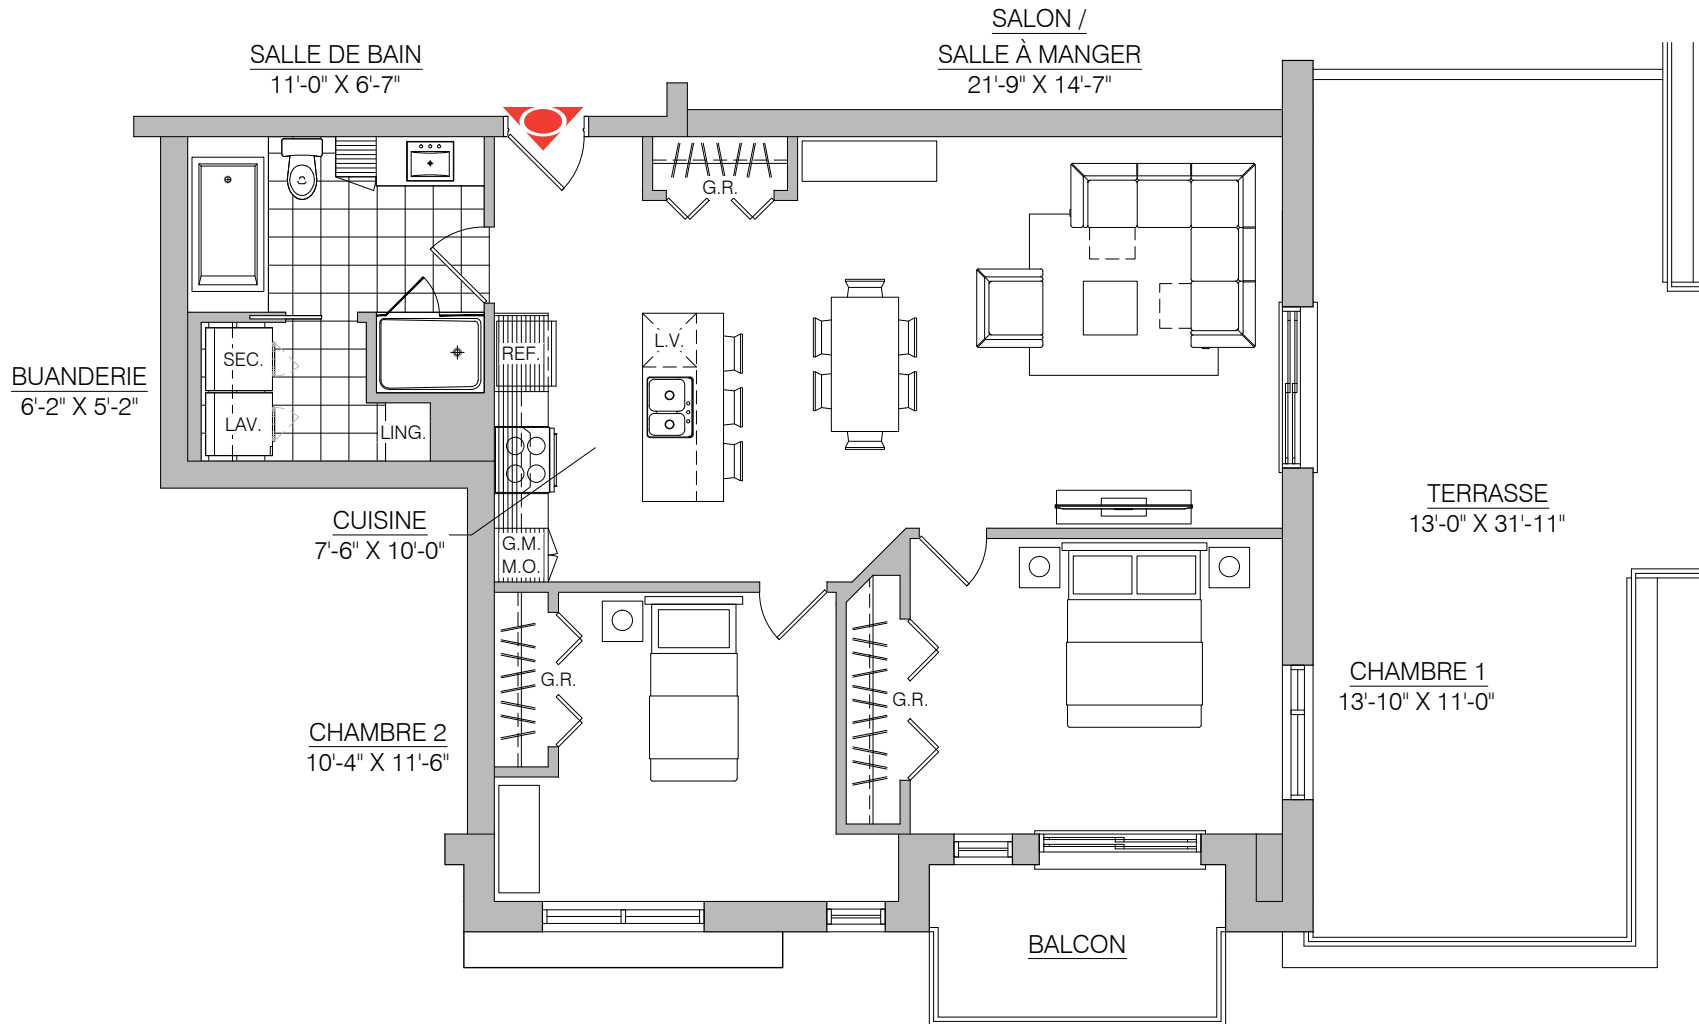 SALON /
SALLE DE BAIN
11'-0" X 6'-7"
SALLE À MANGER
21'-9" X 14'-7"
G.R.
REF.
L.V.
SEC.
BUANDERIE
6'-2" X 5'-2"
LAV.
LING.
CUISINE
7'-6" X 10'-0"
G.M.
M.O.
TERRASSE
13'-0" X 31'-11"
G.R.
G.R.
CHAMBRE 1
13'-10" X 11'-0"
CHAMBRE 2
10'-4" X 11'-6"
BALCON